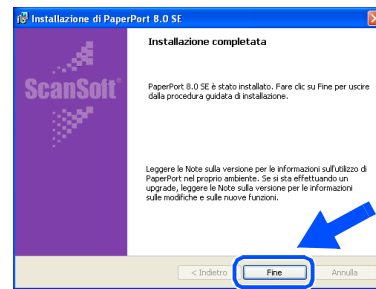 Installazione di PaperPort 8.0 SE
Installazione completata
ScanSoft®
PaperPort 8.0 SE è stato installato. Fare clic su Fine per uscire
dalla procedura guidata di installazione.
Leggere le Note sulla versione per le informazioni sull'utilizzo di
PaperPort nel proprio ambiente. Se si sta effettuando un
upgrade, leggere le Note sulla versione per le informazioni
sulle modifiche e sulle nuove funzioni.
< Indietro Fine Annulla